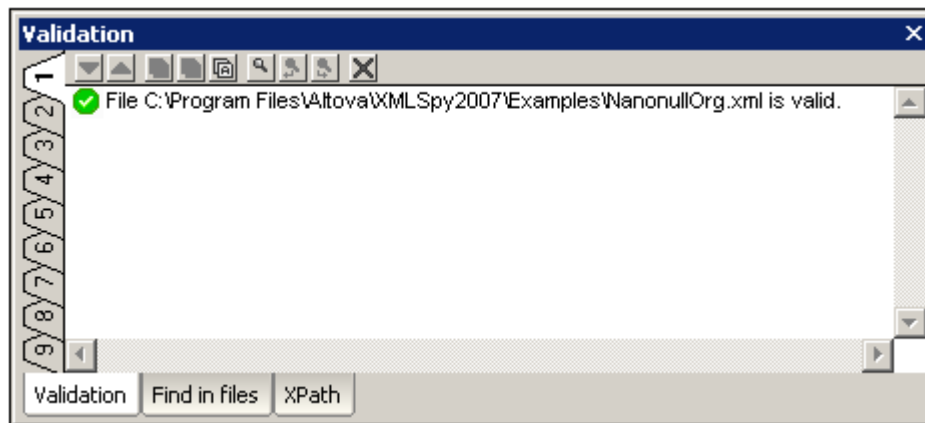 Validation
1
2
3
4
5
6
7
8
9
File C:\Program Files\Altova\XMLSpy2007\Examples\NanonullOrg.xml is valid.
Validation
Find in files
XPath